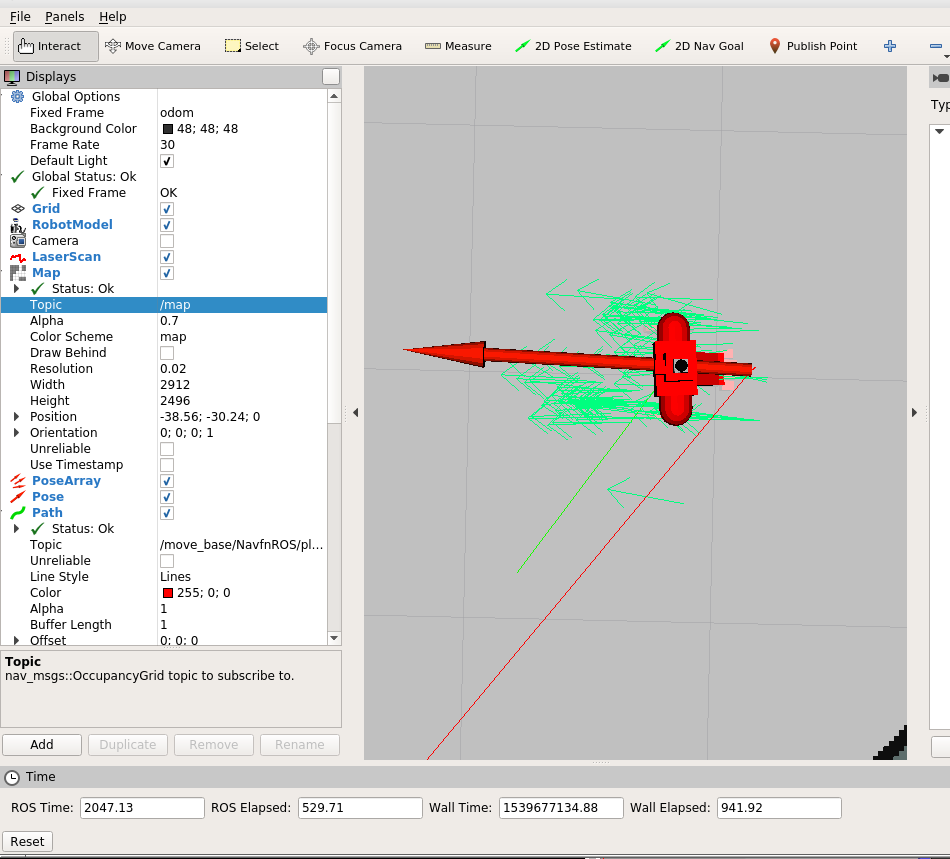 File Panels Help
Interact Move Camera Select Focus Camera Measure 2D Pose Estimate 2D Nav Goal Publish Point
Displays
Global Options
Fixed Frame odom
Background Color 48; 48; 48
Frame Rate 30
Default Light
Global Status: Ok
Fixed Frame OK
Grid
RobotModel
Camera
LaserScan
Map
Status: Ok
Topic /map
Alpha 0.7
Color Scheme map
Draw Behind
Resolution 0.02
Width 2912
Height 2496
Position -38.56; -30.24; 0
Orientation 0; 0; 0; 1
Unreliable
Use Timestamp
PoseArray
Pose
Path
Status: Ok
Topic /move_base/NavfnROS/pl...
Unreliable
Line Style Lines
Color 255; 0; 0
Alpha 1
Buffer Length 1
Offset 0; 0; 0
Topic
nav_msgs::OccupancyGrid topic to subscribe to.
Add Duplicate Remove Rename
Typ
Time
ROS Time: 2047.13 ROS Elapsed: 529.71 Wall Time: 1539677134.88 Wall Elapsed: 941.92
Reset